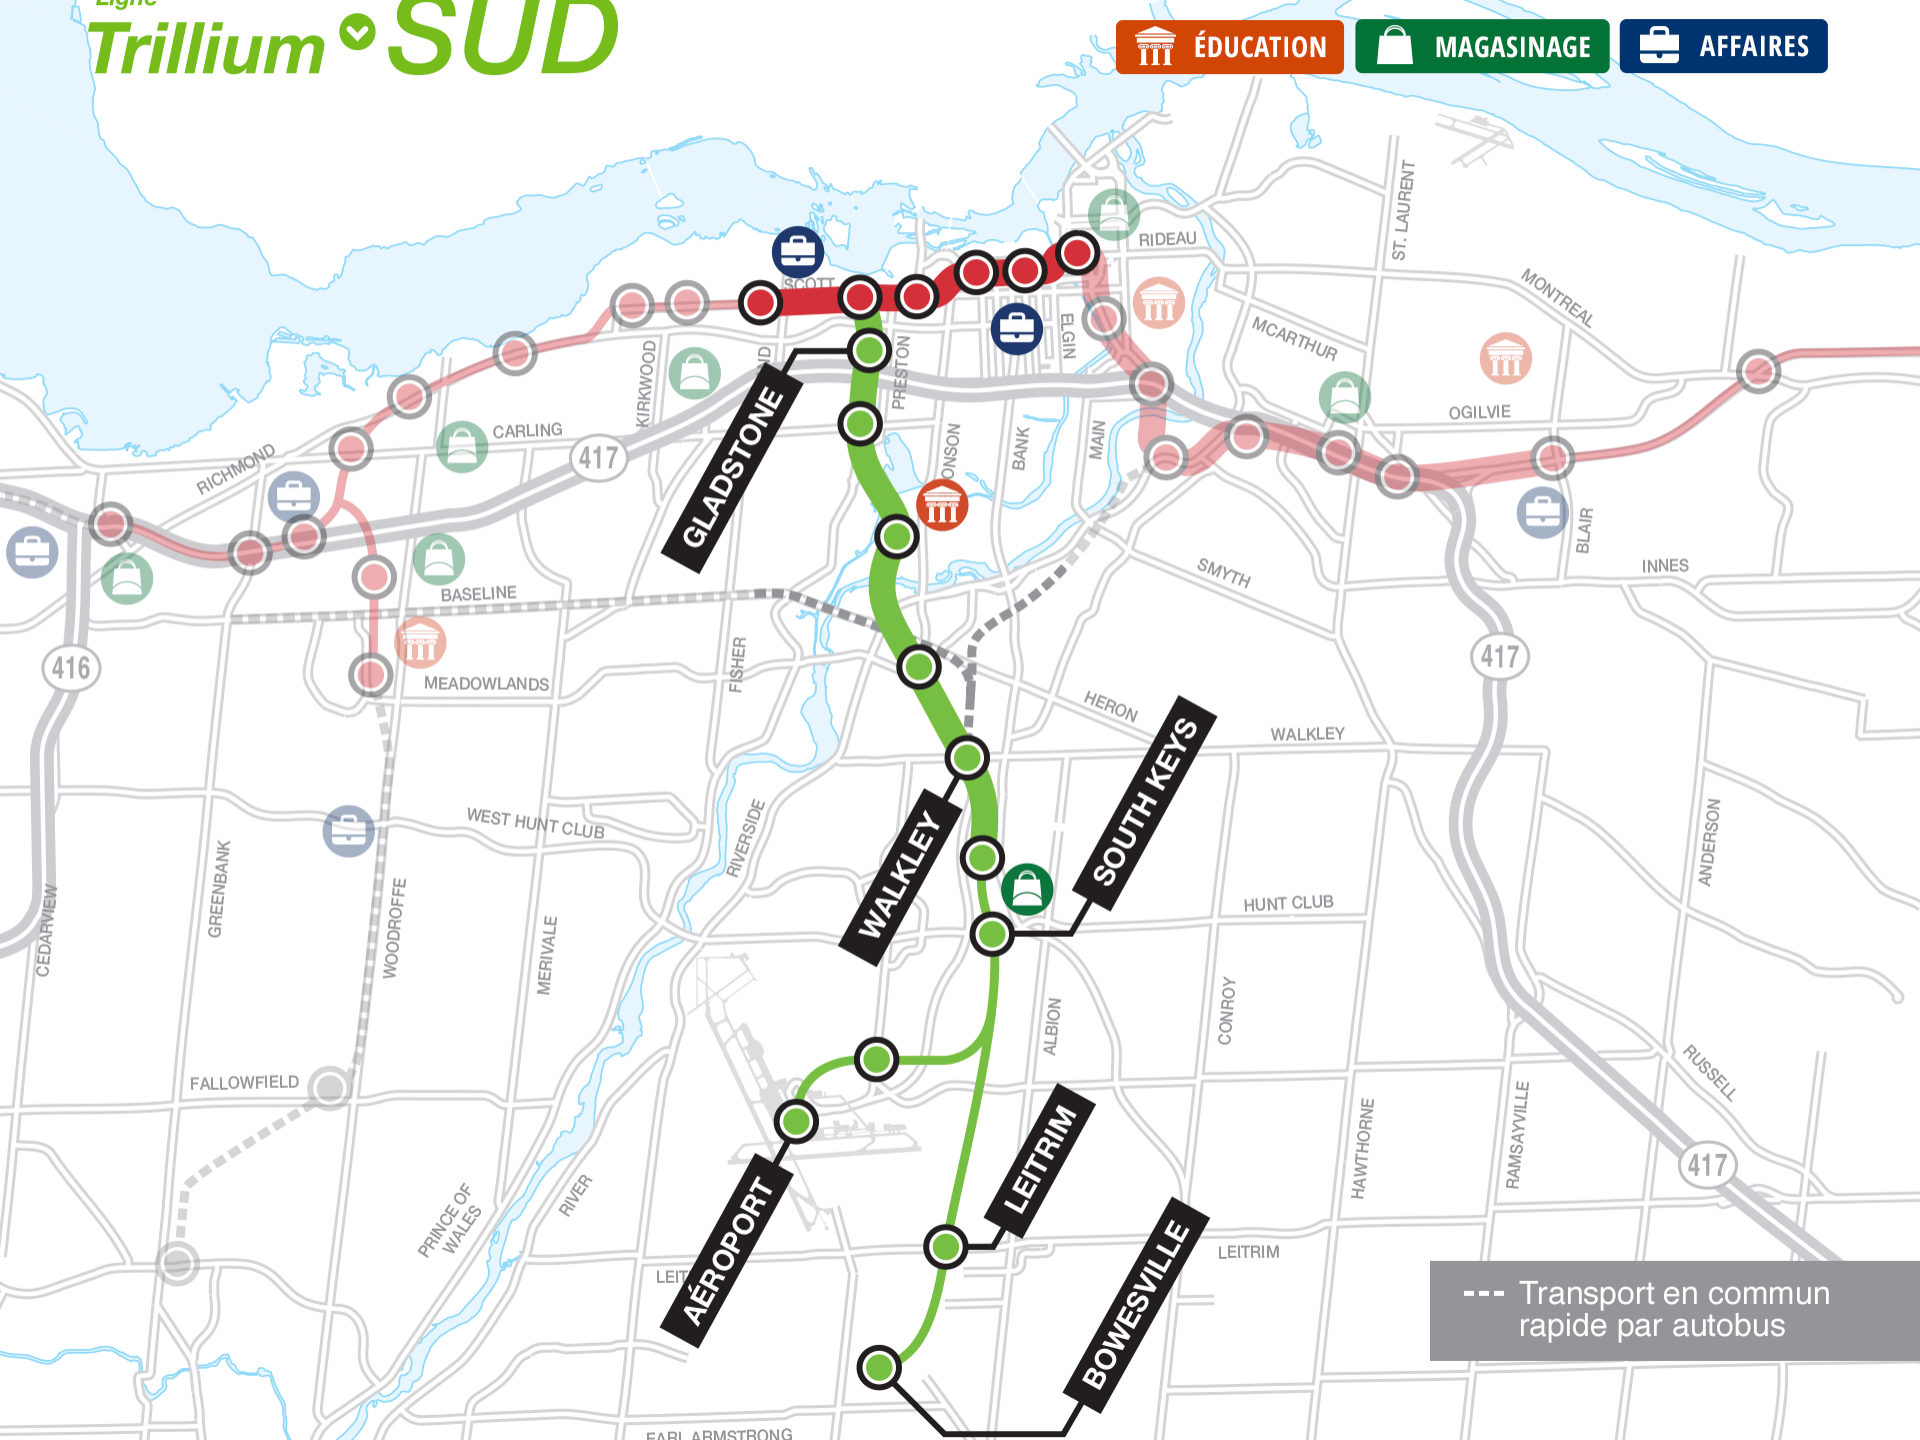 Ligne
Trillium SUD
ÉDUCATION
MAGASINAGE
AFFAIRES
ST. LAURENT
RIDEAU
MONTREAL
SCOTT
ELGIN
MCARTHUR
KIRKWOOD
PRESTON
GLADSTONE
OGILVIE
CARLING
RICHMOND
417
BANK
MAIN
BLAIR
INNES
SMYTH
BASELINE
416
417
FISHER
MEADOWLANDS
HERON
WALKLEY
SOUTH KEYS
WEST HUNT CLUB
RIVERSIDE
WALKLEY
ANDERSON
GREENBANK
HUNT CLUB
CEDARVIEW
WOODROFFE
MERIVALE
ALBION
CONROY
FALLOWFIELD
RUSSELL
LEITRIM
HAWTHORNE
RAMSAYVILLE
417
RIVER
PRINCE OF
WALES
AÉROPORT
LEITRIM
BOWESVILLE
Transport en commun
rapide par autobus
EARL ARMSTRONG